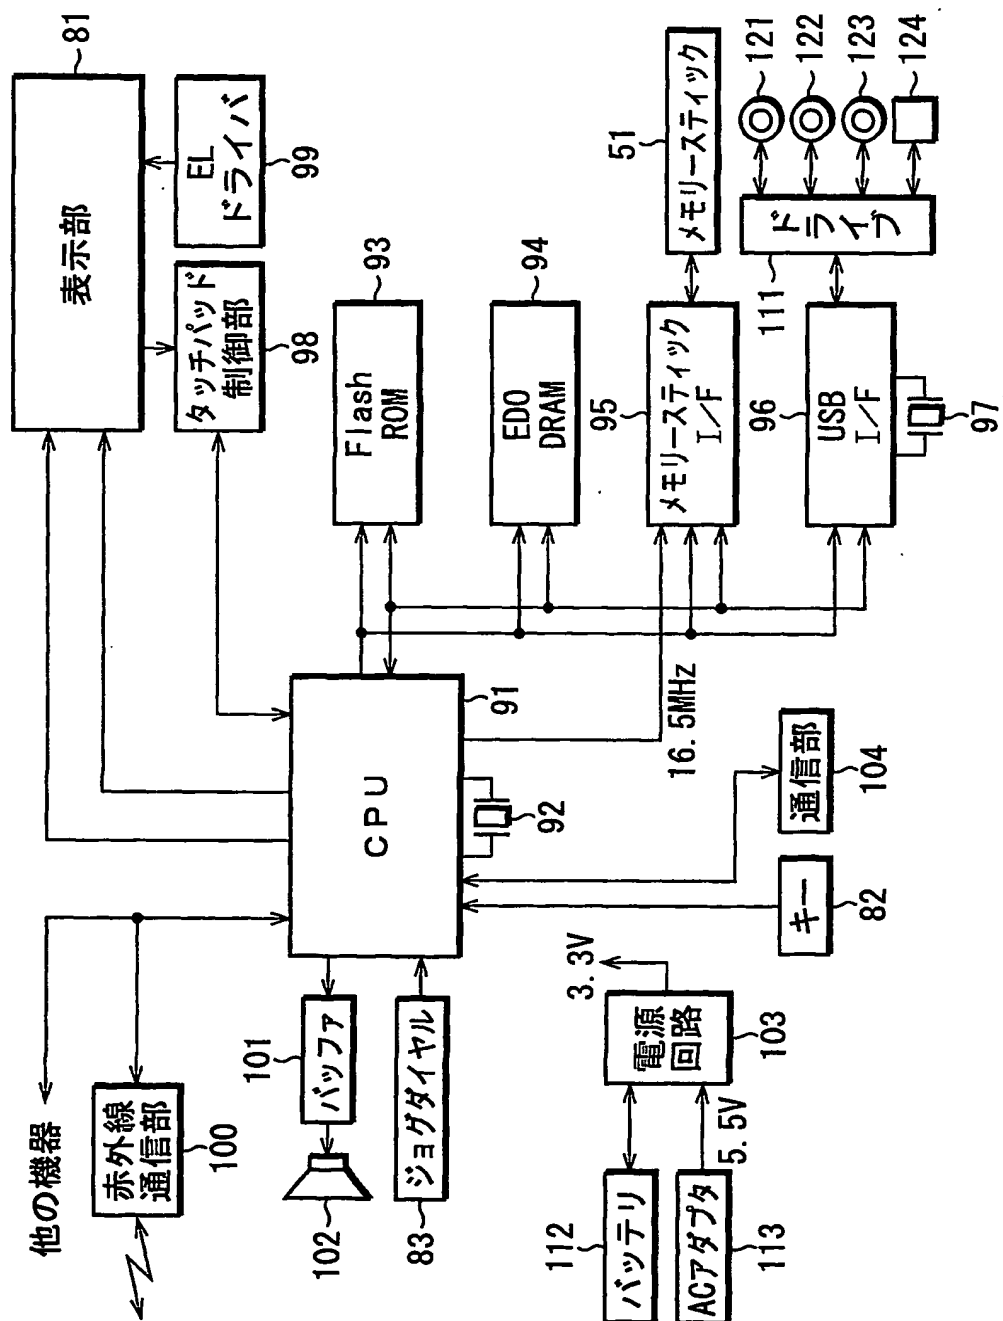 81
表示部
EL
ドライバ
99
タッチパッド
制御部
98
Flash
ROM
93
EDO
DRAM
94
メモリースティック
51
メモリースティック
I/F
95
ドライブ
111
121
122
123
124
USB
I/F
96
97
CPU
91
92
16.5MHz
通信部
104
キー
82
他の機器
赤外線
通信部
100
バッファ
101
102
ジョグダイヤル
83
3.3V
電源
回路
103
5.5V
バッテリ
112
ACアダプタ
113